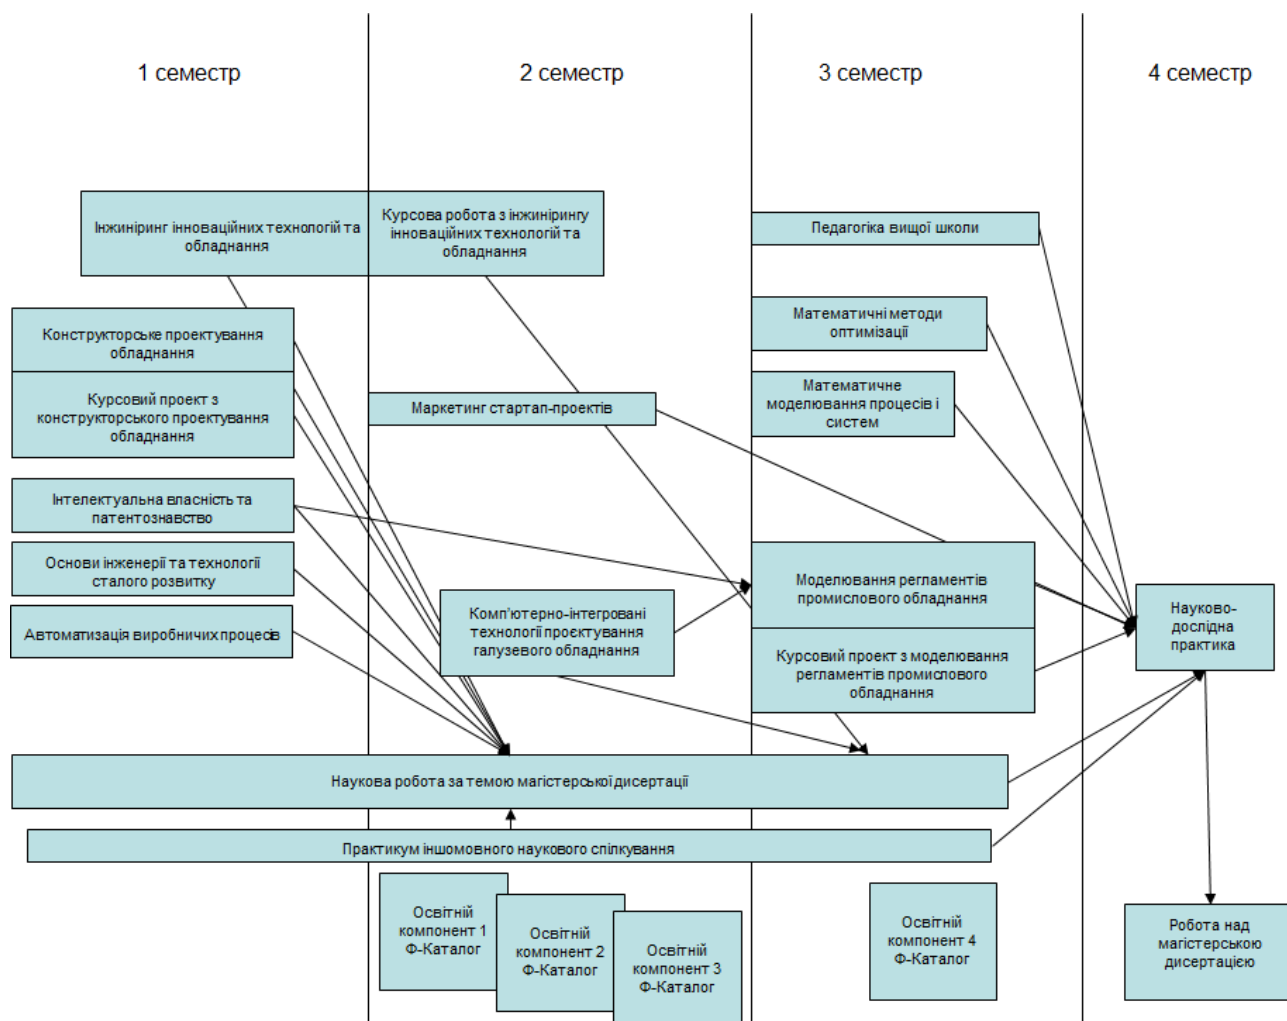 1 семестр
2 семестр
3 семестр
4 семестр
Інжиніринг інноваційних технологій та
обладнання
Курсова робота з інжинірингу
інноваційних технологій та
обладнання
Педагогіка вищої школи
Конструкторське проектування
обладнання
Математичні методи
оптимізації
Курсовий проект з
конструкторського проектування
обладнання
Маркетинг стартап-проектів
Математичне
моделювання процесів і
систем
Інтелектуальна власність та
патентознавство
Основи інженерії та технології
сталого розвитку
Автоматизація виробничих процесів
Комп'ютерно-інтегровані
технології проєктування
галузевого обладнання
Моделювання регламентів
промислового обладнання
Курсовий проект з моделювання
регламентів промислового
обладнання
Науково-
дослідна
практика
Наукова робота за темою магістерської дисертації
Практикум іншомовного наукового спілкування
Освітній
компонент 1
Ф-Каталог
Освітній
компонент 2
Ф-Каталог
Освітній
компонент 3
Ф-Каталог
Освітній
компонент 4
Ф-Каталог
Робота над
магістерською
дисертацією